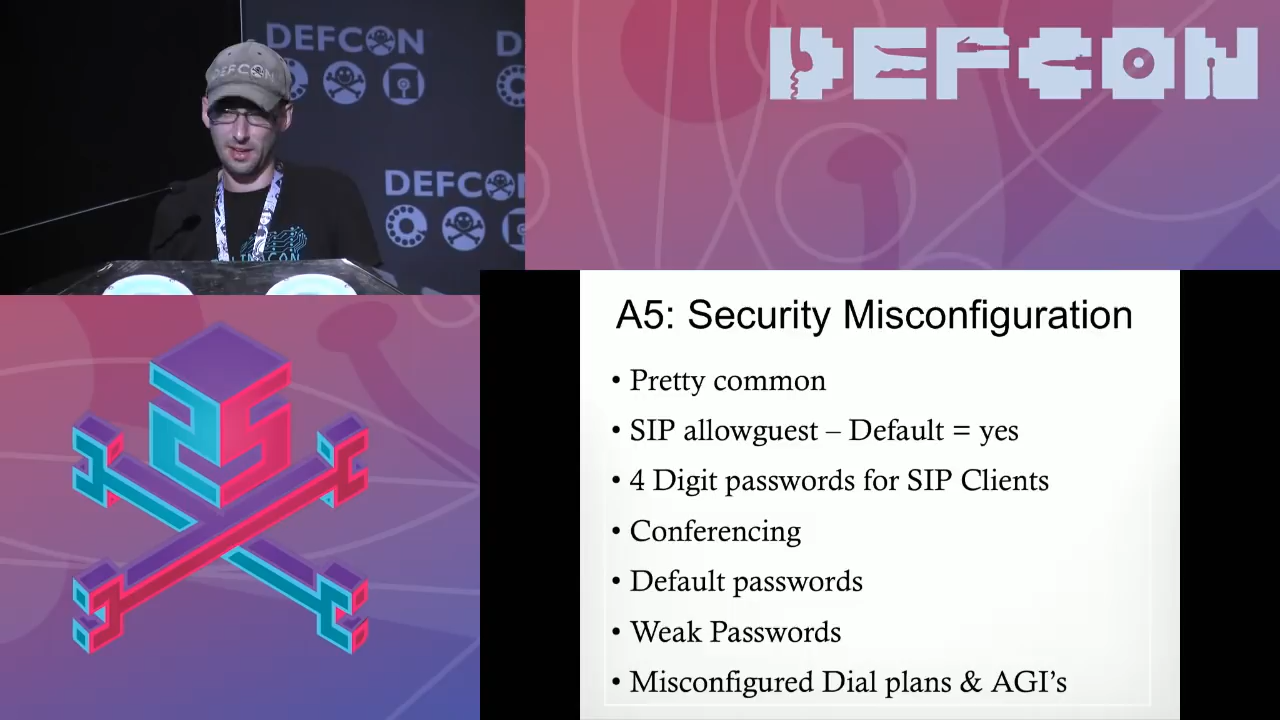 DEFCON
DEFCON
D
DEFCON
DEFCON
A5: Security Misconfiguration
• Pretty common
• SIP allowguest – Default = yes
• 4 Digit passwords for SIP Clients
• Conferencing
• Default passwords
• Weak Passwords
• Misconfigured Dial plans & AGI's